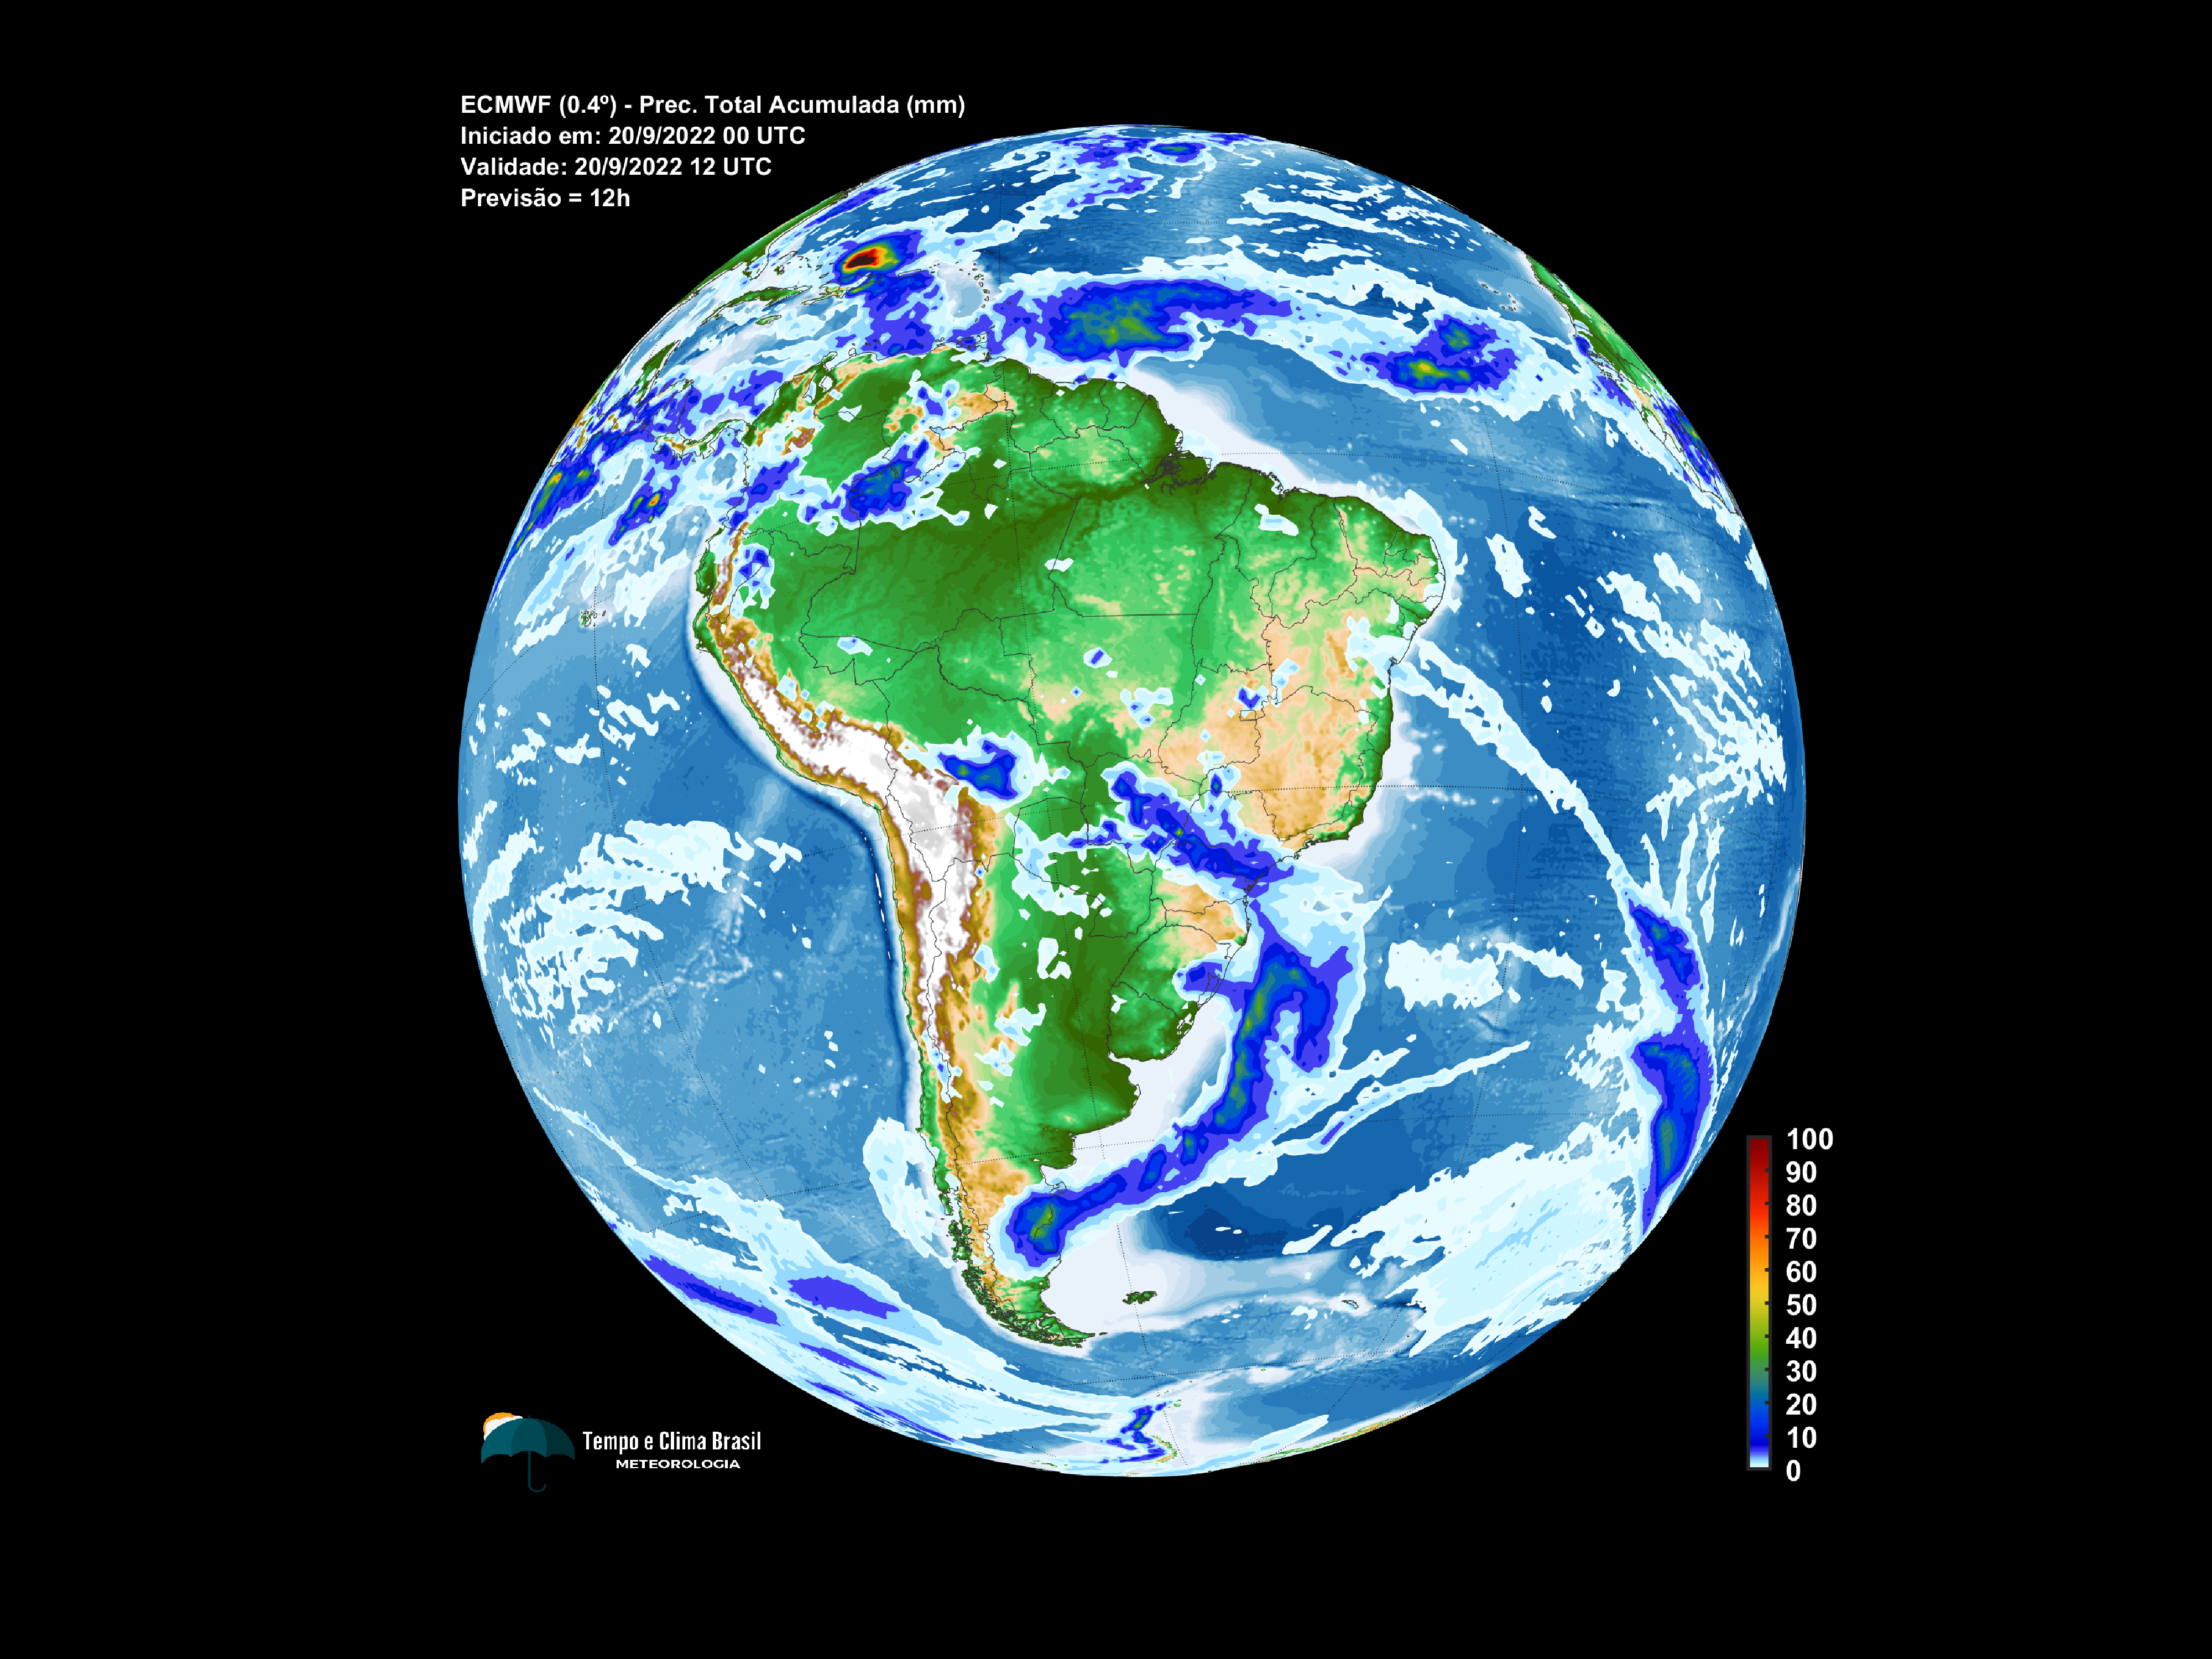 ECMWF (0.4º) - Prec. Total Acumulada (mm)
Iniciado em: 20/9/2022 00 UTC
Validade: 20/9/2022 12 UTC
Previsão = 12h
100
90
80
70
60
50
40
30
20
10
0
Tempo e Clima Brasil
METEOROLOGIA